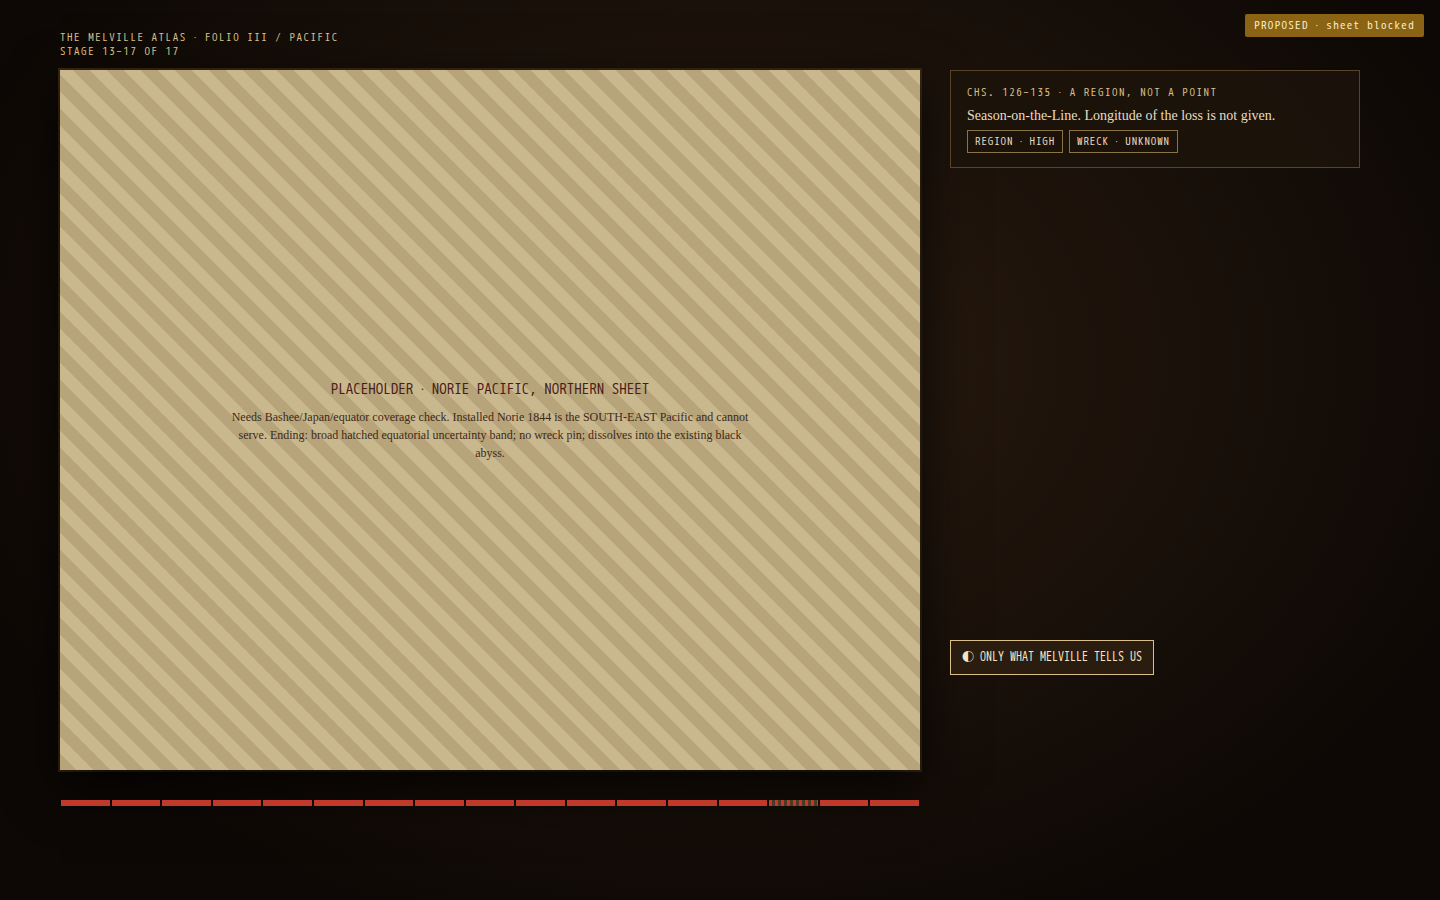 THE MELVILLE ATLAS · FOLIO III / PACIFIC
STAGE 13–17 OF 17
PROPOSED · sheet blocked
CHS. 126–135 · A REGION, NOT A POINT
Season-on-the-Line. Longitude of the loss is not given.
REGION · HIGH
WRECK · UNKNOWN
PLACEHOLDER · NORIE PACIFIC, NORTHERN SHEET
Needs Bashee/Japan/equator coverage check. Installed Norie 1844 is the SOUTH-EAST Pacific and cannot
serve. Ending: broad hatched equatorial uncertainty band; no wreck pin; dissolves into the existing black
abyss.
◐ ONLY WHAT MELVILLE TELLS US